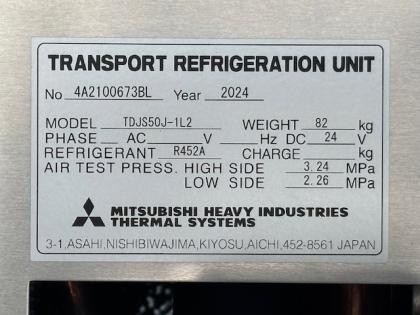 TRANSPORT REFRIGERATION UNIT
No 4A2100673BL Year 2024
MODEL TDJS50J-1L2 WEIGHT 82 kg
PHASE AC V Hz DC 24 V
REFRIGERANT R452A CHARGE kg
AIR TEST PRESS. HIGH SIDE 3.24 MPa
LOW SIDE 2.26 MPa
MITSUBISHI HEAVY INDUSTRIES
THERMAL SYSTEMS
3-1,ASAHI,NISHIBIWAJIMA,KIYOSU,AICHI,452-8561 JAPAN